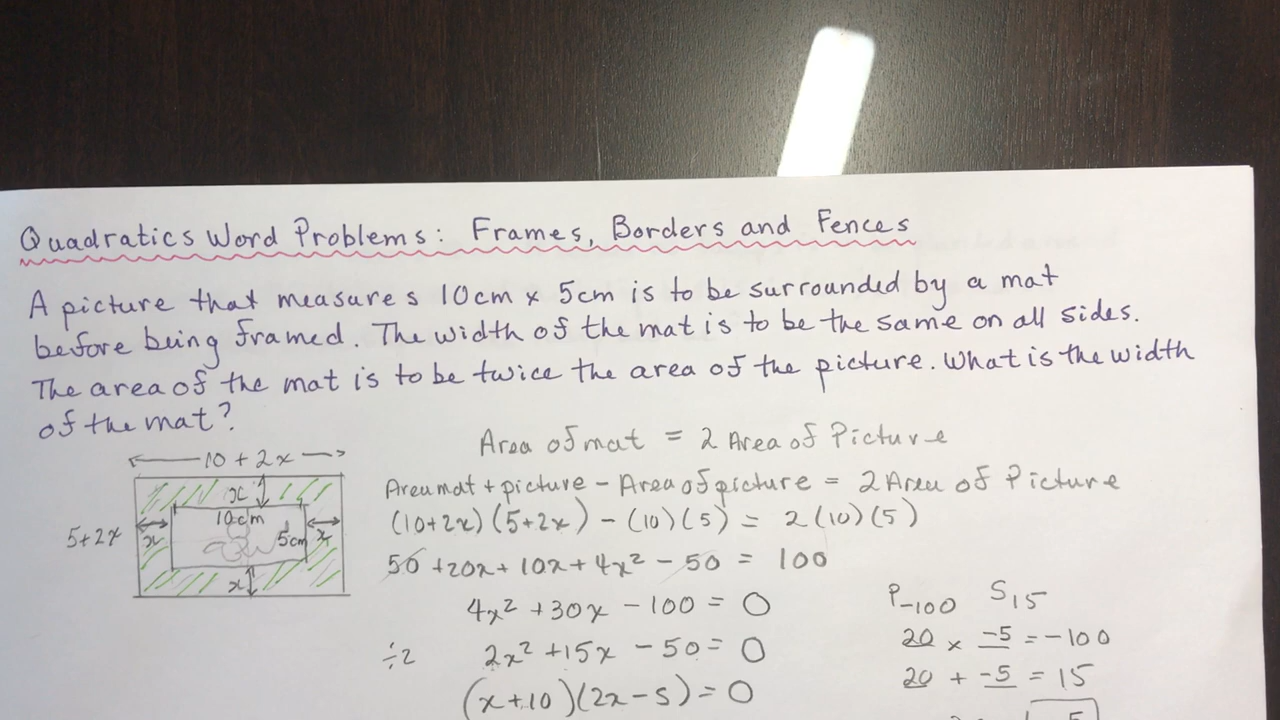 Quadratics Word Problems: Frames, Borders and Fences
A picture that measures 10cm x 5cm is to be surrounded by a mat
before being framed. The width of the mat is to be the same on all sides.
The area of the mat is to be twice the area of the picture. What is the width
of the mat?
Area of mat = 2 Area of Picture
10 + 2x
Area mat + picture - Area of picture = 2 Area of Picture
x
10cm
(10+2x)(5+2x) - (10)(5) = 2(10)(5)
5+2x
x
5cm
x
50 +20x + 10x + 4x² - 50 = 100
x
4x² + 30x - 100 = 0
P-100 S15
20 x -5 = -100
÷2
2x² +15x - 50 = 0
20 + -5 = 15
(x+10)(2x-5) = 0